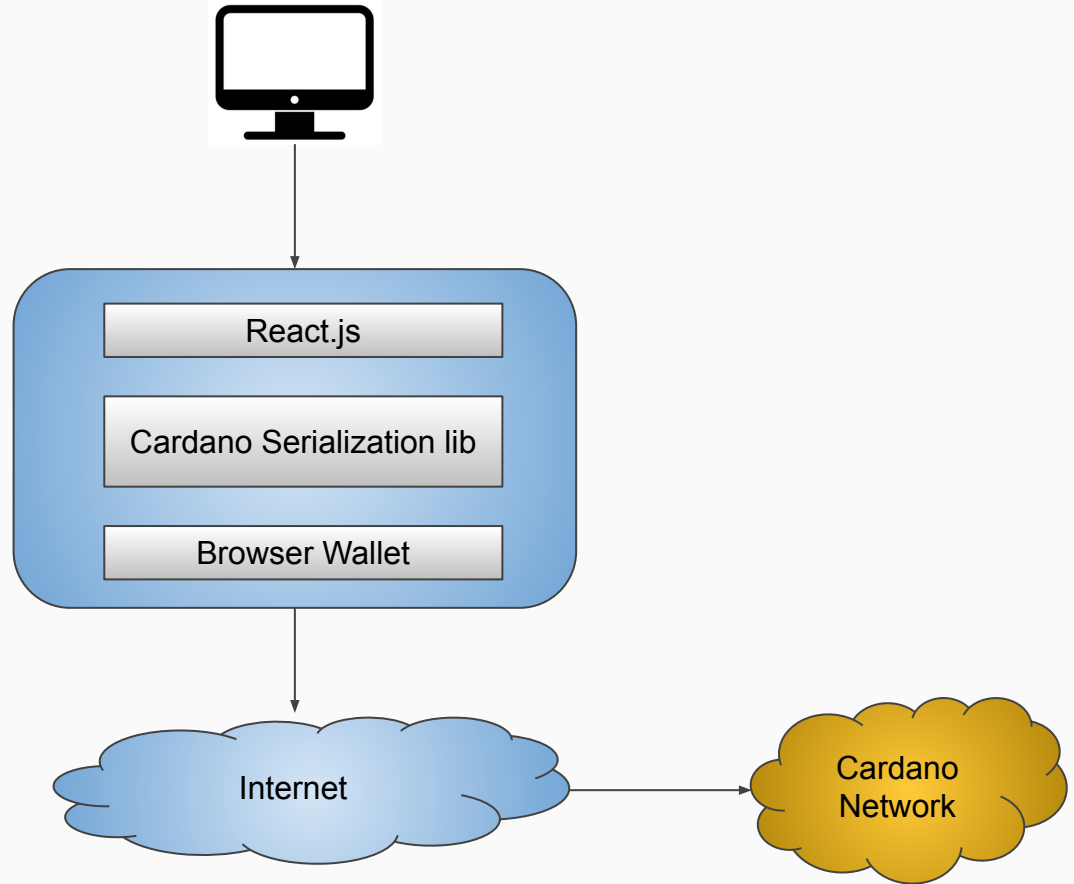 React.js
Cardano Serialization lib
Browser Wallet
Internet
Cardano
Network